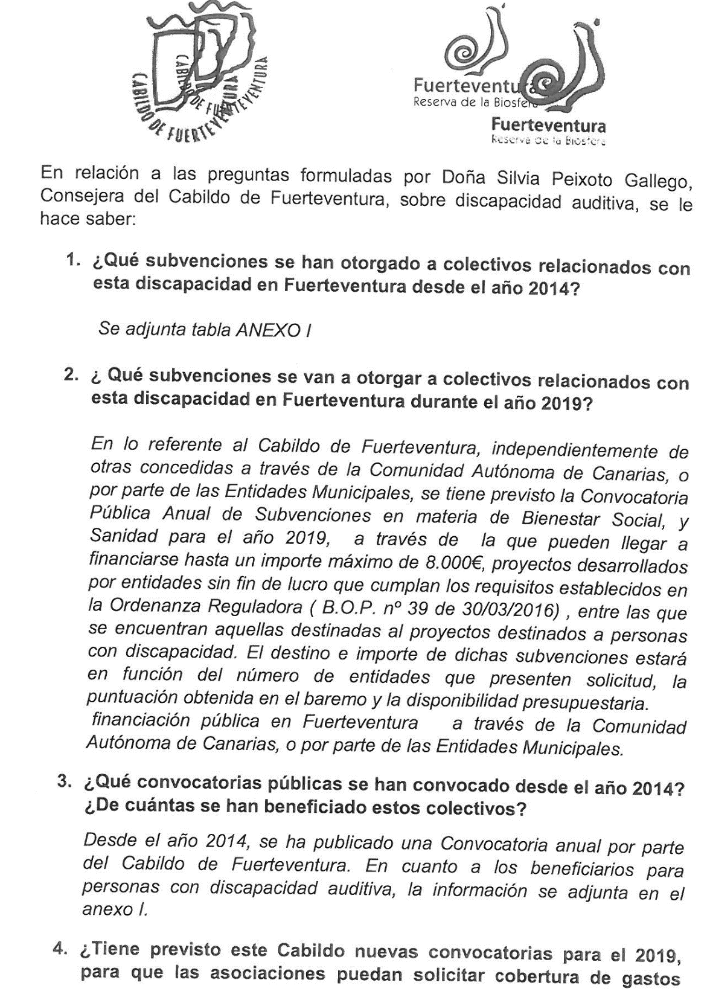 CABILDO DE FUERTEVENTURA
CABILDO DE FUERTEVENTURA
Fuerteventura
Reserva de la Biosfera
Fuerteventura
Reserva de la Biosfera
En relación a las preguntas formuladas por Doña Silvia Peixoto Gallego,
Consejera del Cabildo de Fuerteventura, sobre discapacidad auditiva, se le
hace saber:
1. ¿Qué subvenciones se han otorgado a colectivos relacionados con
esta discapacidad en Fuerteventura desde el año 2014?
Se adjunta tabla ANEXO I
2. ¿ Qué subvenciones se van a otorgar a colectivos relacionados con
esta discapacidad en Fuerteventura durante el año 2019?
En lo referente al Cabildo de Fuerteventura, independientemente de
otras concedidas a través de la Comunidad Autónoma de Canarias, o
por parte de las Entidades Municipales, se tiene previsto la Convocatoria
Pública Anual de Subvenciones en materia de Bienestar Social, y
Sanidad para el año 2019, a través de la que pueden llegar a
financiarse hasta un importe máximo de 8.000€, proyectos desarrollados
por entidades sin fin de lucro que cumplan los requisitos establecidos en
la Ordenanza Reguladora ( B.O.P. nº 39 de 30/03/2016) , entre las que
se encuentran aquellas destinadas al proyectos destinados a personas
con discapacidad. El destino e importe de dichas subvenciones estará
en función del número de entidades que presenten solicitud, la
puntuación obtenida en el baremo y la disponibilidad presupuestaria.
financiación pública en Fuerteventura a través de la Comunidad
Autónoma de Canarias, o por parte de las Entidades Municipales.
3. ¿Qué convocatorias públicas se han convocado desde el año 2014?
¿De cuántas se han beneficiado estos colectivos?
Desde el año 2014, se ha publicado una Convocatoria anual por parte
del Cabildo de Fuerteventura. En cuanto a los beneficiarios para
personas con discapacidad auditiva, la información se adjunta en el
anexo I.
4. ¿Tiene previsto este Cabildo nuevas convocatorias para el 2019,
para que las asociaciones puedan solicitar cobertura de gastos